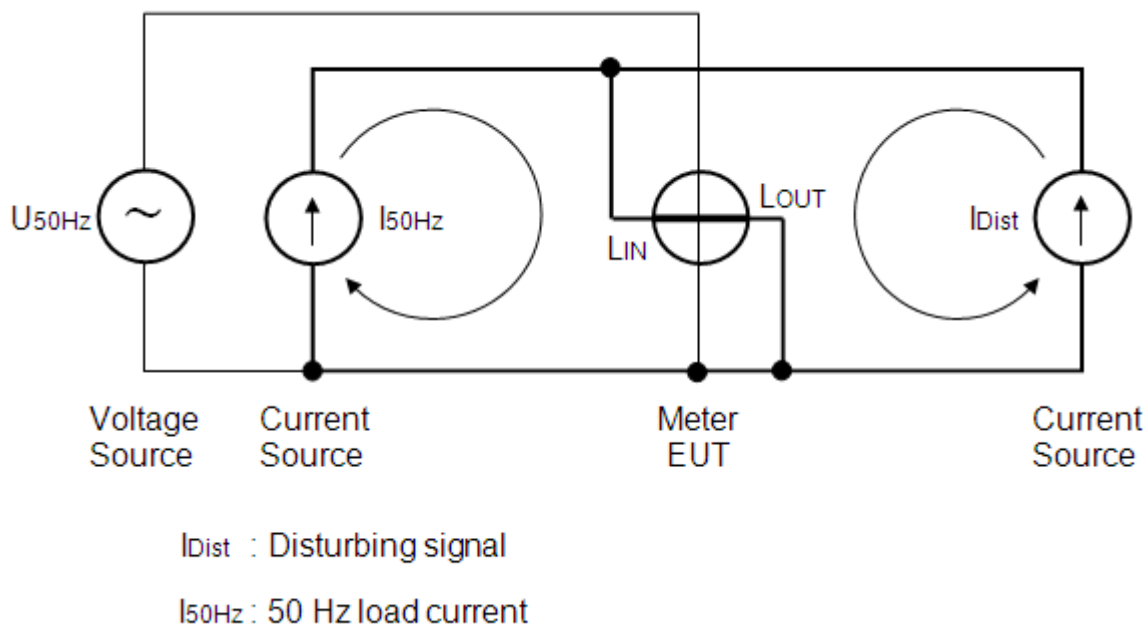 U50Hz
I50Hz
LIN
LOUT
IDist
Voltage
Source
Current
Source
Meter
EUT
Current
Source
IDist : Disturbing signal
I50Hz : 50 Hz load current